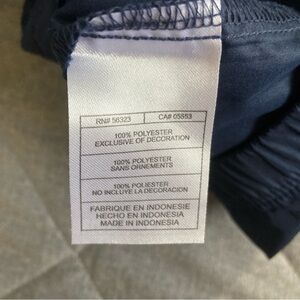 RN# 56323 CA# 05553
100% POLYESTER
EXCLUSIVE OF DECORATION
100% POLYESTER
SANS ORNEMENTS
100% POLIESTER
NO INCLUYE LA DECORACION
FABRIQUE EN INDONESIE
HECHO EN INDONESIA
MADE IN INDONESIA